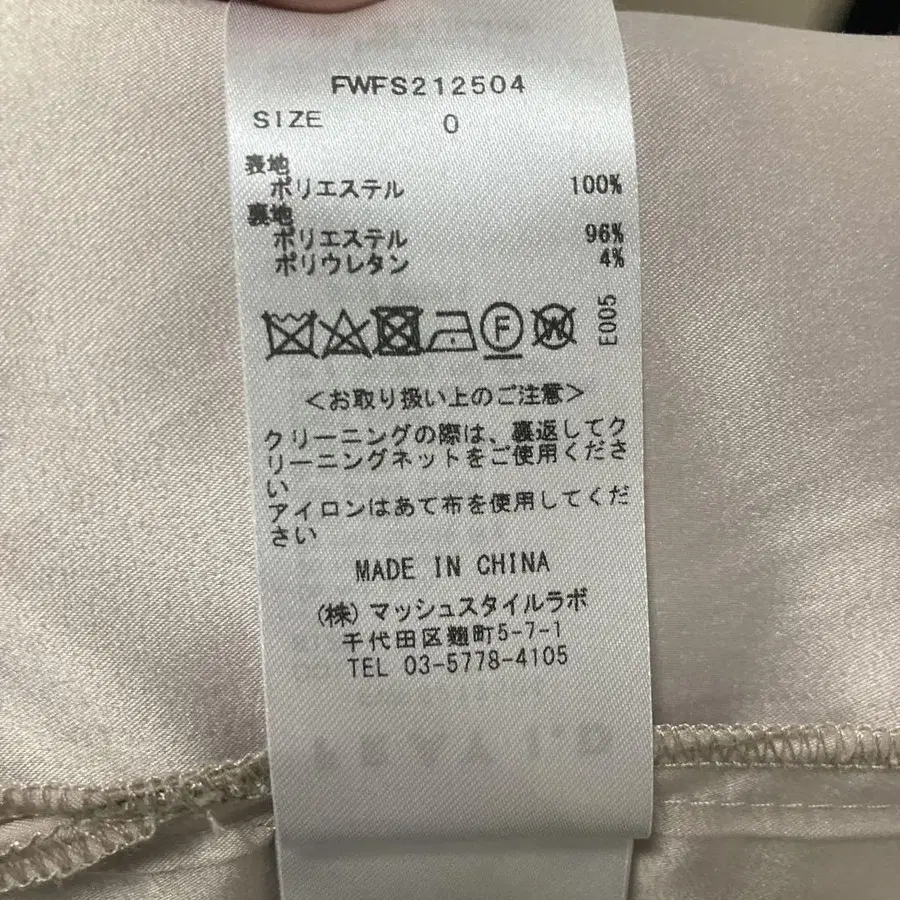 FWFS212504
SIZE 0
表地
ポリエステル 100%
裏地
ポリエステル 96%
ポリウレタン 4%
F W E005
<お取り扱い上のご注意>
クリーニングの際は、裏返してク
リーニングネットをご使用くださ
い
アイロンはあて布を使用してくだ
さい
MADE IN CHINA
(株)マッシュスタイルラボ
千代田区麹町5-7-1
TEL 03-5778-4105